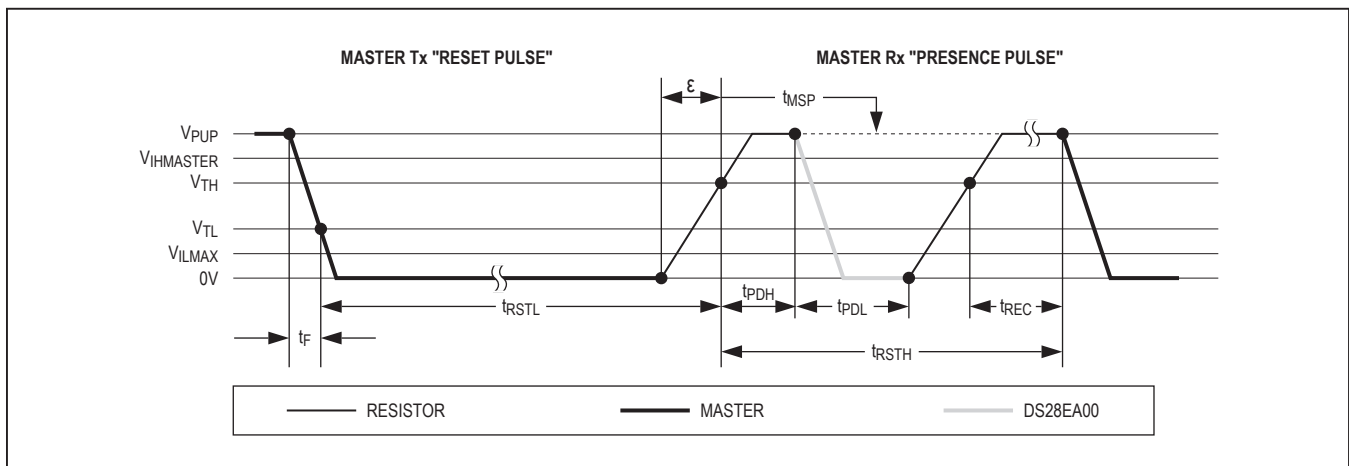 MASTER Tx "RESET PULSE" MASTER Rx "PRESENCE PULSE"
ε tMSP
VPUP
VIHMASTER
VTH
VTL
VILMAX
0V
tRSTL tPDH tPDL tREC
tF tRSTH
RESISTOR MASTER DS28EA00